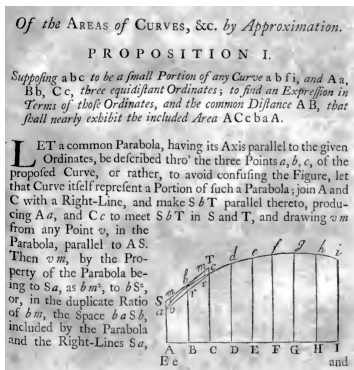 Of the AREAS of CURVES, &c. by Approximation.
PROPOSITION I.
Supposing a b c to be a ſmall Portion of any Curve a b f i, and A a,
B b, C c, three equidiſtant Ordinates; to find an Expreſſion in
Terms of thoſe Ordinates, and the common Diſtance A B, that
ſhall nearly exhibit the included Area A C c b a A.
LET a common Parabola, having its Axis parallel to the given
Ordinates, be deſcribed thro' the three Points a, b, c, of the
propoſed Curve, or rather, to avoid confuſing the Figure, let
that Curve itſelf repreſent a Portion of ſuch a Parabola; join A and
C with a Right-Line, and make S b T parallel thereto, produ-
cing A a, and C c to meet S b T in S and T, and drawing v m
from any Point v, in the
Parabola, parallel to A S.
Then v m, by the Pro-
perty of the Parabola be-
ing to S a, as b m², to b S²,
or, in the duplicate Ratio
of b m, the Space b a S b,
included by the Parabola
and the Right-Lines S a,
S m b m T d e f g h i
a v r c
A B C D E F G H I
E e and